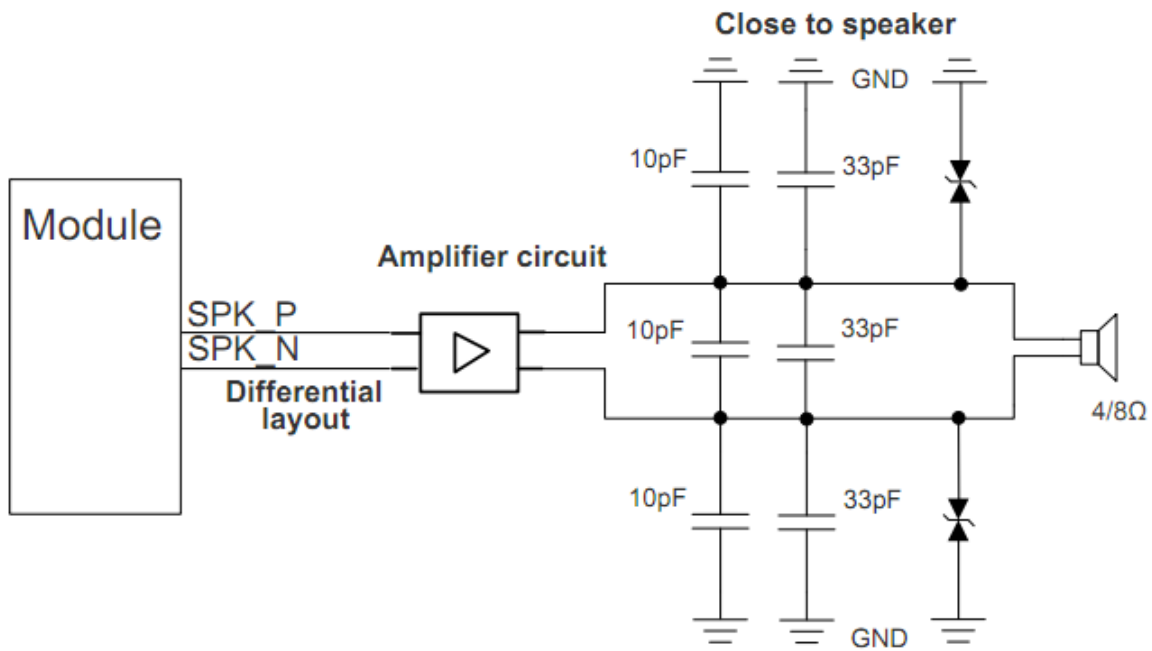 Close to speaker
GND
10pF
33pF
Module
Amplifier circuit
SPK_P
10pF
33pF
SPK_N
Differential
layout
4/8Ω
10pF
33pF
GND